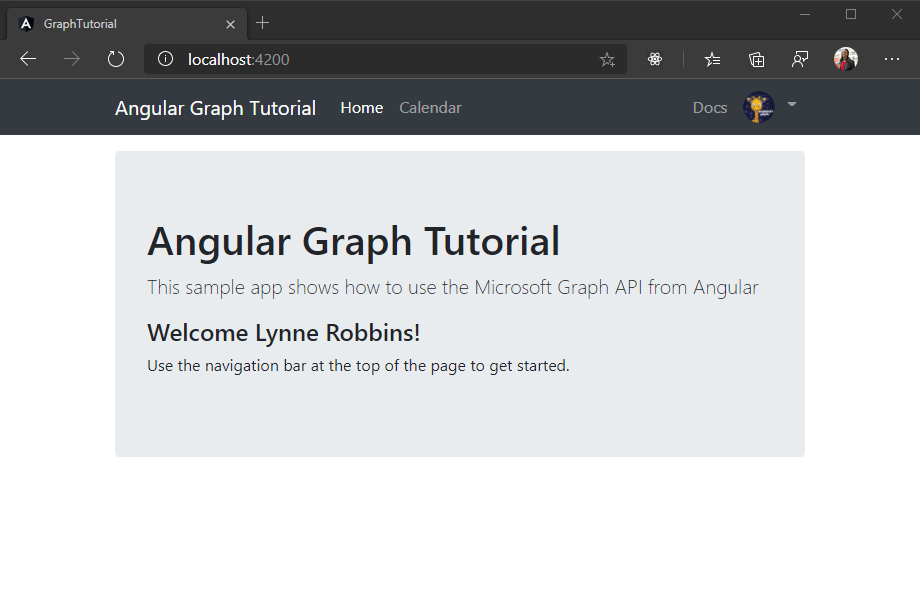 GraphTutorial
localhost:4200
Angular Graph Tutorial Home Calendar Docs
Angular Graph Tutorial
This sample app shows how to use the Microsoft Graph API from Angular
Welcome Lynne Robbins!
Use the navigation bar at the top of the page to get started.